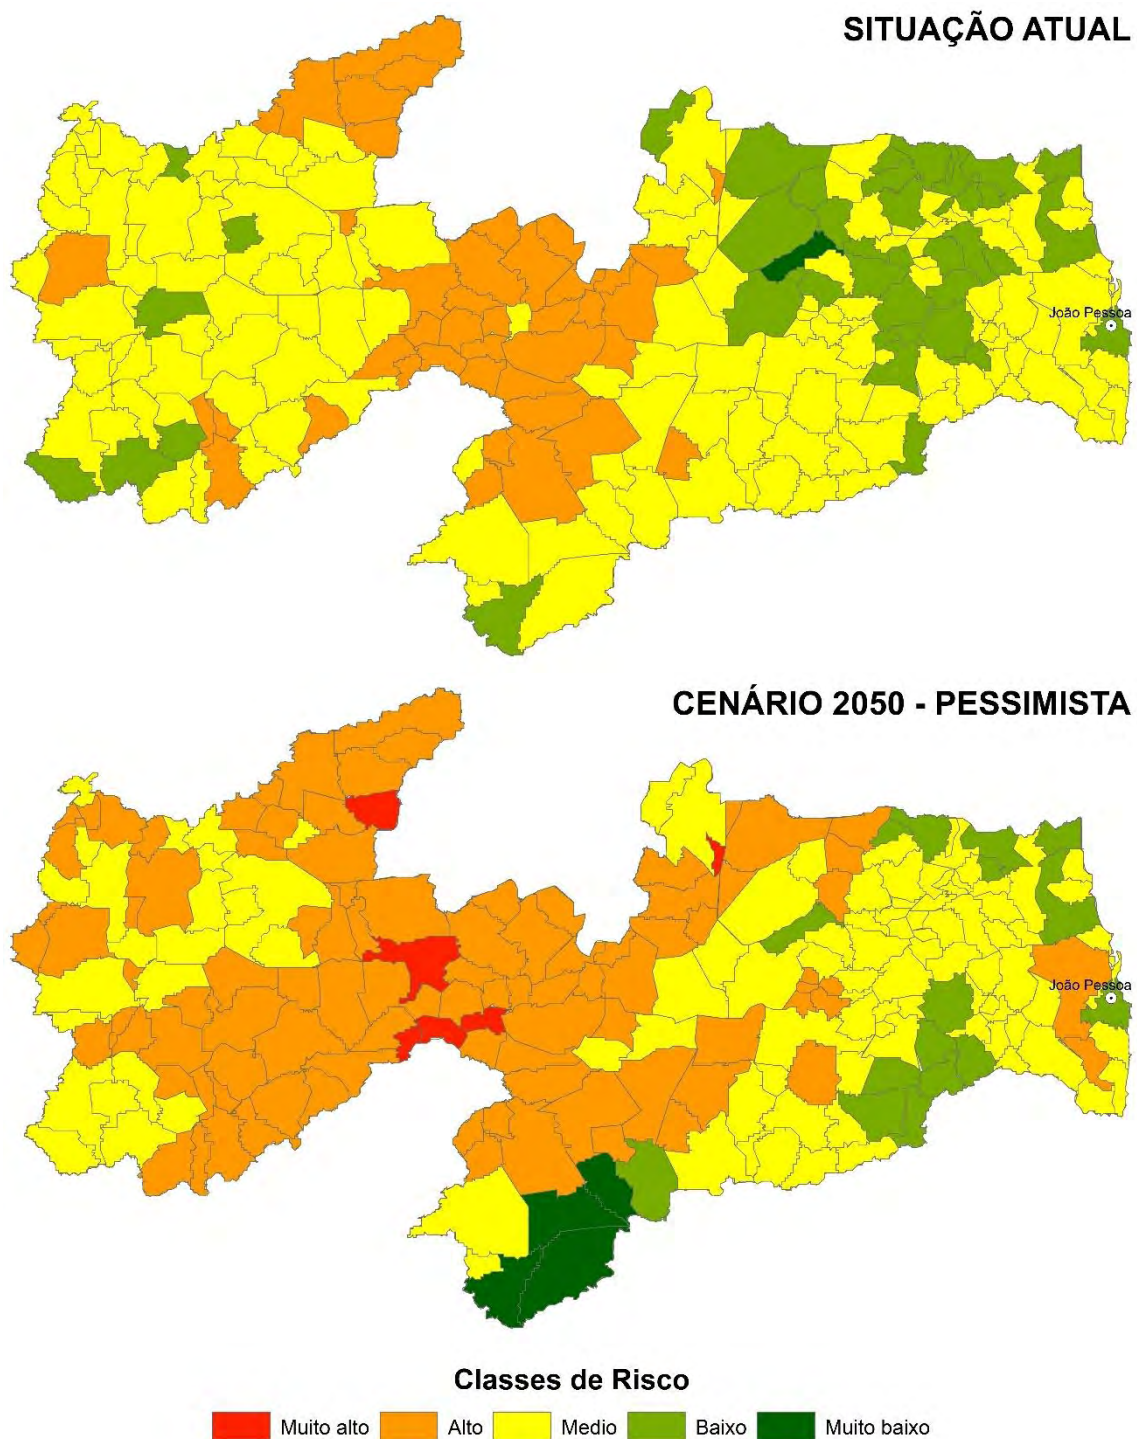 SITUAÇÃO ATUAL
João Pessoa
CENÁRIO 2050 - PESSIMISTA
João Pessoa
Classes de Risco
Muito alto
Alto
Medio
Baixo
Muito baixo